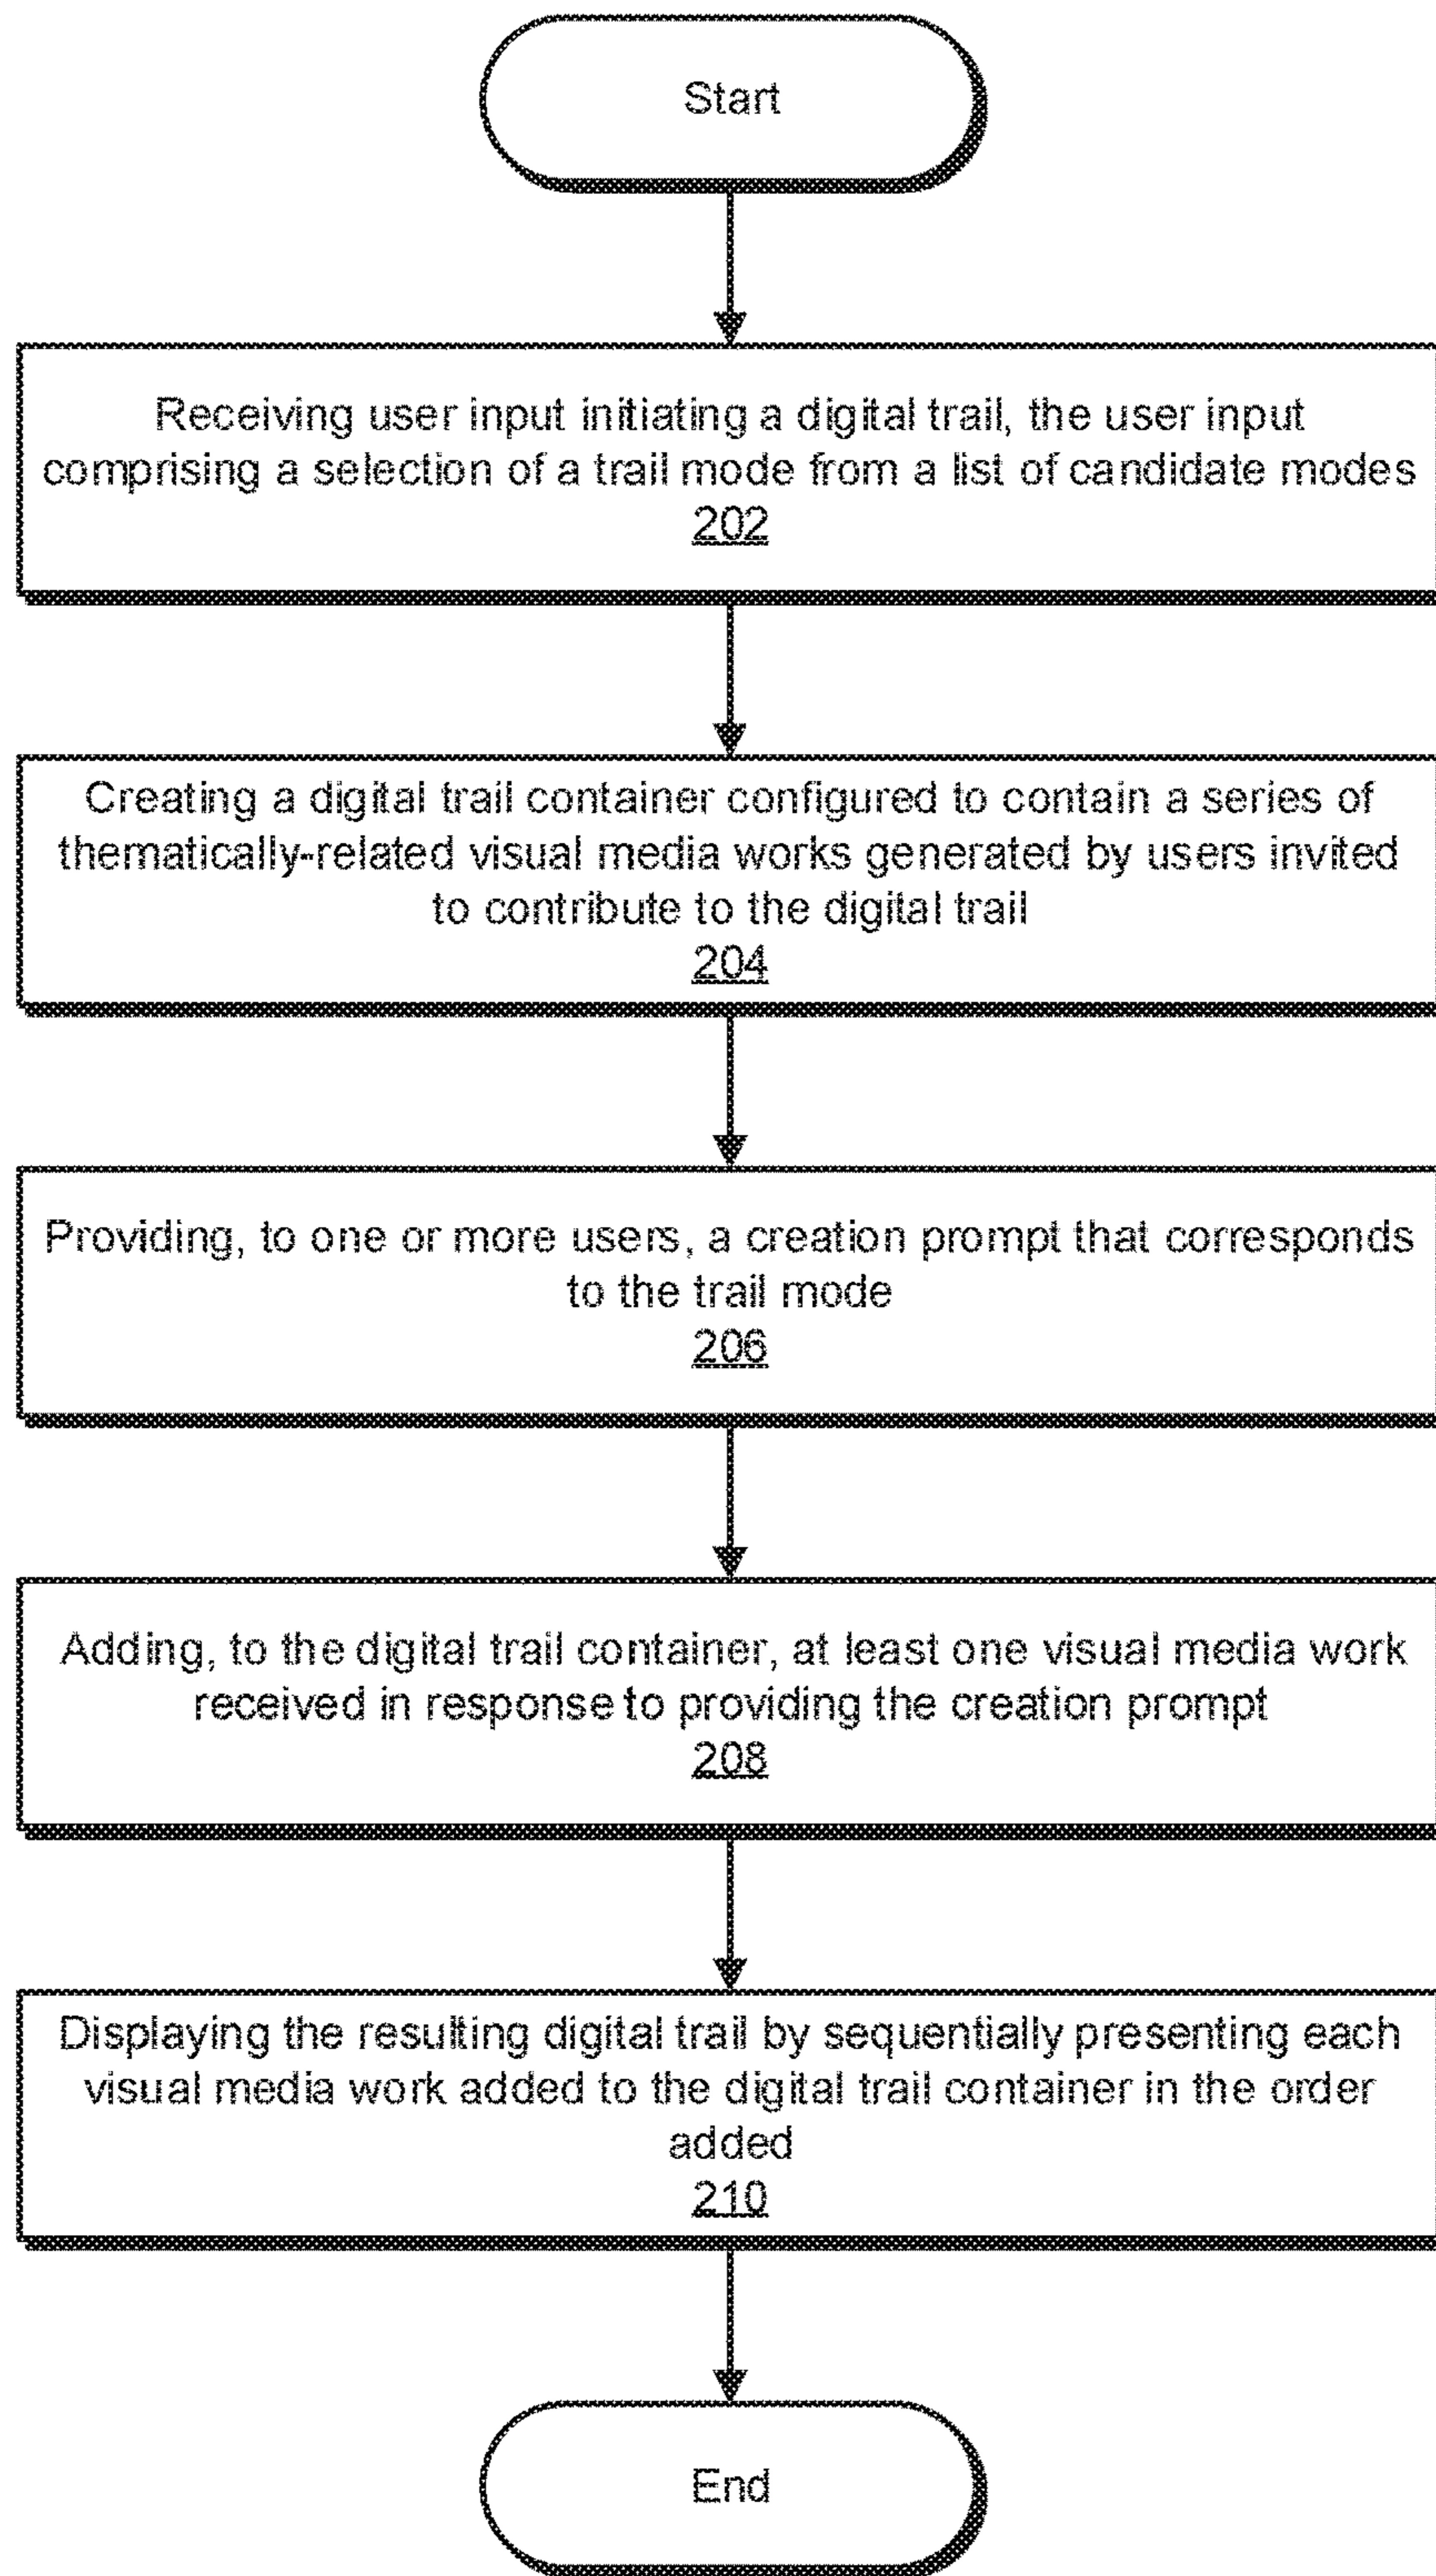 Start
Receiving user input initiating a digital trail, the user input
comprising a selection of a trail mode from a list of candidate modes
202
Creating a digital trail container configured to contain a series of
thematically-related visual media works generated by users invited
to contribute to the digital trail
204
Providing, to one or more users, a creation prompt that corresponds
to the trail mode
206
Adding, to the digital trail container, at least one visual media work
received in response to providing the creation prompt
208
Displaying the resulting digital trail by sequentially presenting each
visual media work added to the digital trail container in the order
added
210
End